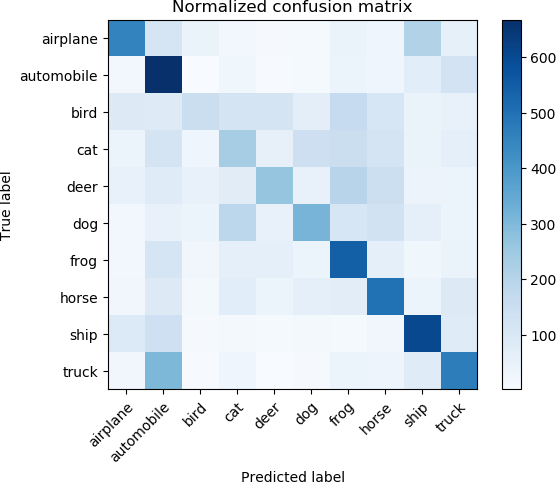 Normalized confusion matrix
airplane
automobile
bird
cat
deer
dog
frog
horse
ship
truck
True label
airplane
automobile
bird
cat
deer
dog
frog
horse
ship
truck
Predicted label
600
500
400
300
200
100